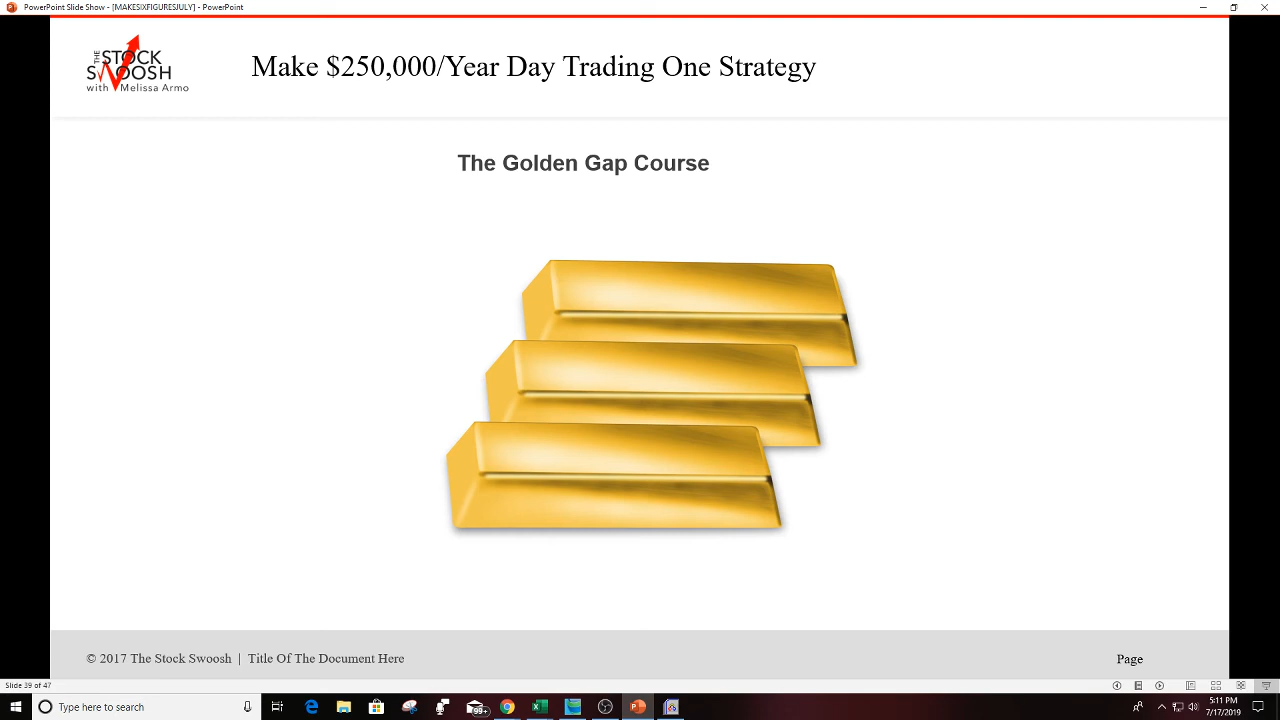 PowerPoint Slide Show - [MAKESIXFIGURESJULY] - PowerPoint
THE
STOCK
SWOOSH
with Melissa Armo
Make $250,000/Year Day Trading One Strategy
The Golden Gap Course
© 2017 The Stock Swoosh | Title Of The Document Here
Page
Slide 39 of 47
Type here to search
99+
5:11 PM
7/17/2019